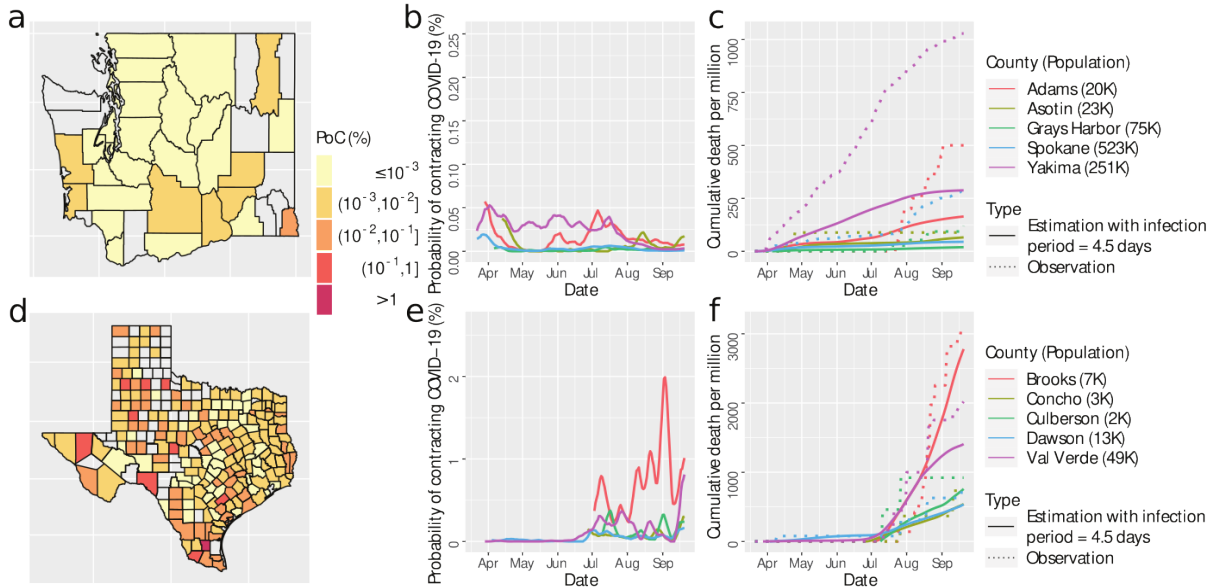 a
PoC (%)
≤10⁻³
(10⁻³,10⁻²]
(10⁻²,10⁻¹]
(10⁻¹,1]
>1
b
Probability of contracting COVID-19 (%)
0.25
0.20
0.15
0.10
0.05
0.00
Apr May Jun Jul Aug Sep
Date
c
Cumulative death per million
1000
750
500
250
0
Apr May Jun Jul Aug Sep
Date
County (Population)
Adams (20K)
Asotin (23K)
Grays Harbor (75K)
Spokane (523K)
Yakima (251K)
Type
Estimation with infection
period = 4.5 days
Observation
d
e
Probability of contracting COVID-19 (%)
2
1
0
Apr May Jun Jul Aug Sep
Date
f
Cumulative death per million
3000
2000
1000
0
Apr May Jun Jul Aug Sep
Date
County (Population)
Brooks (7K)
Concho (3K)
Culberson (2K)
Dawson (13K)
Val Verde (49K)
Type
Estimation with infection
period = 4.5 days
Observation